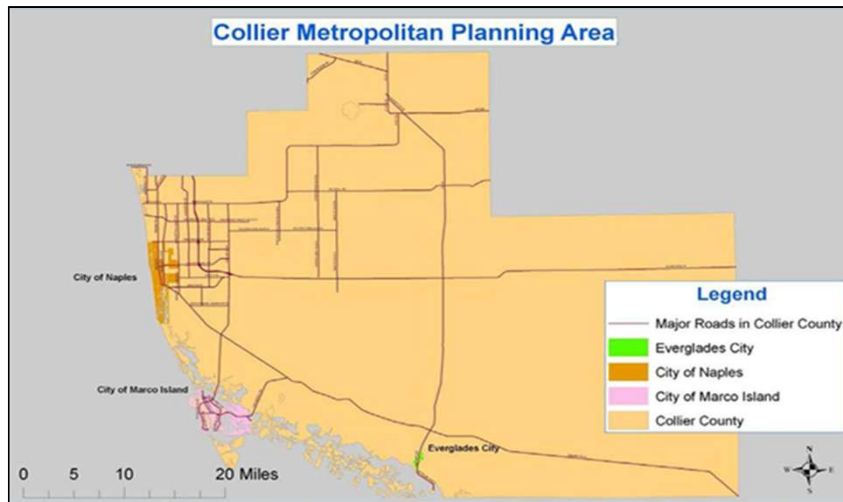 Collier Metropolitan Planning Area
City of Naples
City of Marco Island
Everglades City
Legend
Major Roads in Collier County
Everglades City
City of Naples
City of Marco Island
Collier County
0 5 10 20 Miles
N
W E
S